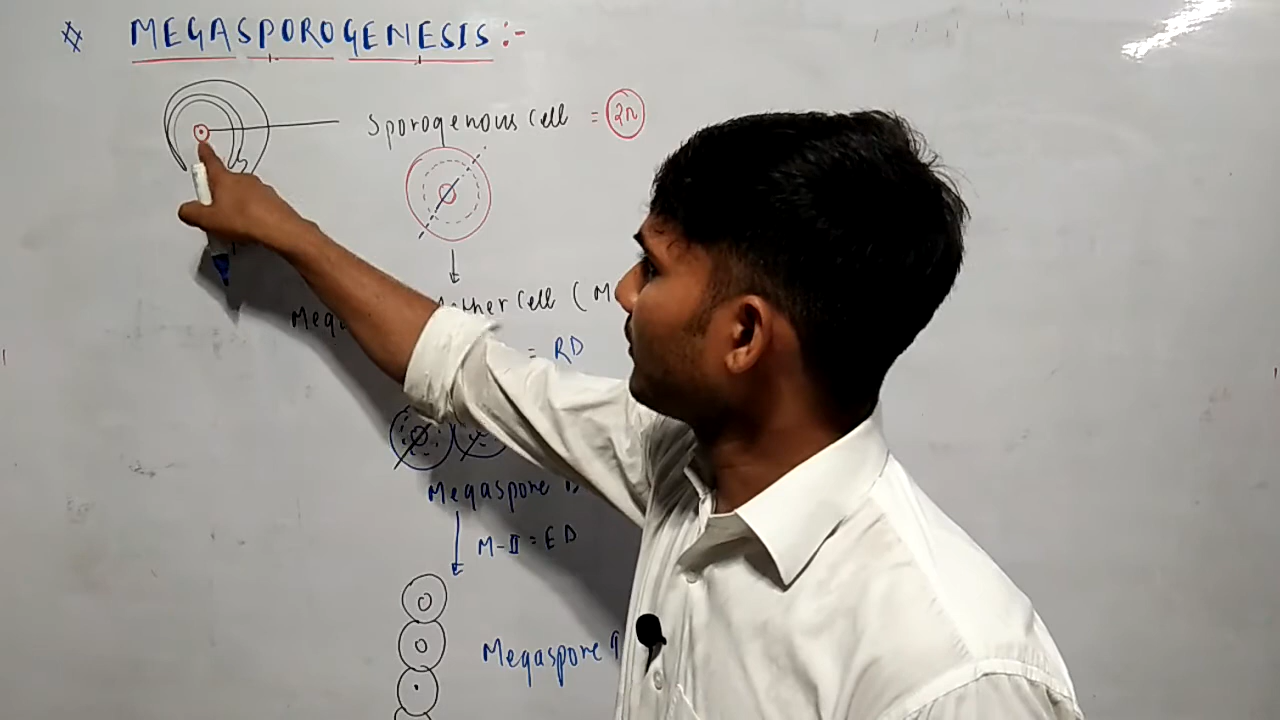 MEGASPOROGENESIS :-
Sporogenous cell = 2n
Mother Cell (
= RD
Megaspore
M-II = ED
Megaspore